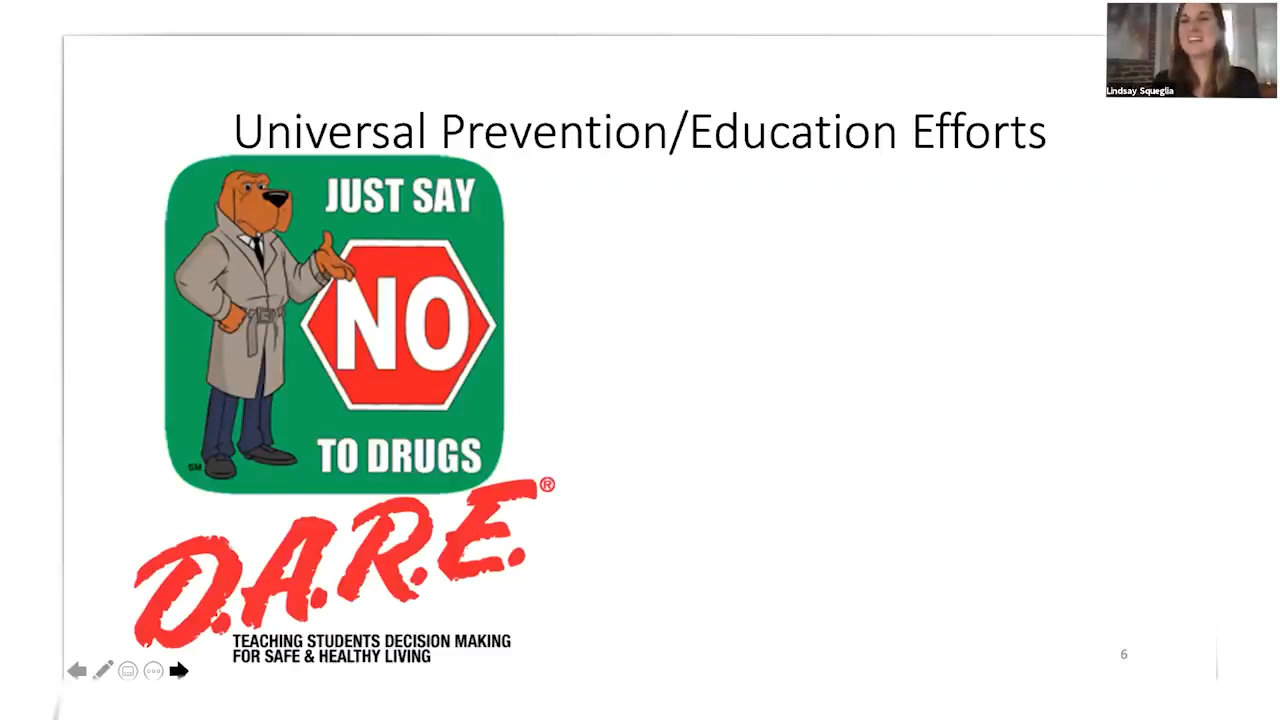 Lindsay Squeglia
Universal Prevention/Education Efforts
JUST SAY
NO
TO DRUGS
SM
D.A.R.E.®
TEACHING STUDENTS DECISION MAKING
FOR SAFE & HEALTHY LIVING
6